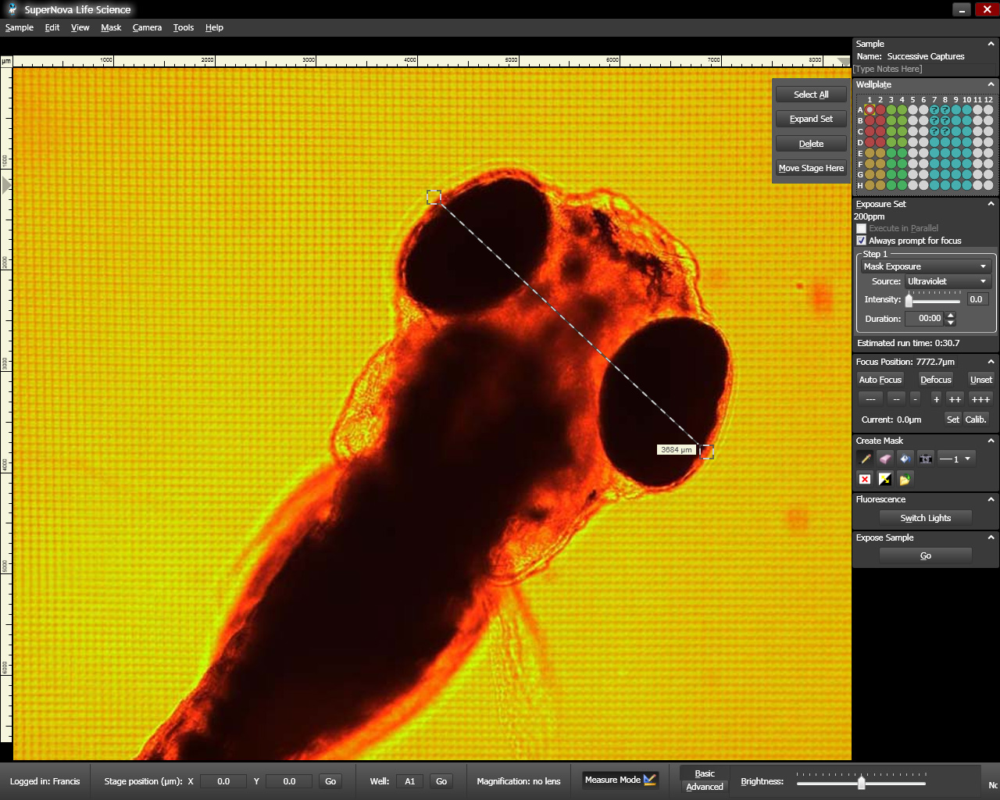 SuperNova Life Science
Sample Edit View Mask Camera Tools Help
µm 1000 2000 3000 4000 5000 6000 7000 8000
1000
2000
3000
4000
5000
6000
Select All
Expand Set
Delete
Move Stage Here
3684 µm
Sample
Name: Successive Captures
[Type Notes Here]
Wellplate
1 2 3 4 5 6 7 8 9 10 11 12
A ? ?
B ? ?
C ? ?
D
E
F
G
H
Exposure Set
200ppm
Execute in Parallel
Always prompt for focus
Step 1
Mask Exposure
Source: Ultraviolet
Intensity: 0.0
Duration: 00:00
Estimated run time: 0:30.7
Focus Position: 7772.7µm
Auto Focus Defocus Unset
--- -- - + ++ +++
Current: 0.0µm Set Calib.
Create Mask
1
Fluorescence
Switch Lights
Expose Sample
Go
Logged in: Francis Stage position (µm): X 0.0 Y 0.0 Go Well: A1 Go Magnification: no lens Measure Mode Basic Advanced Brightness: No